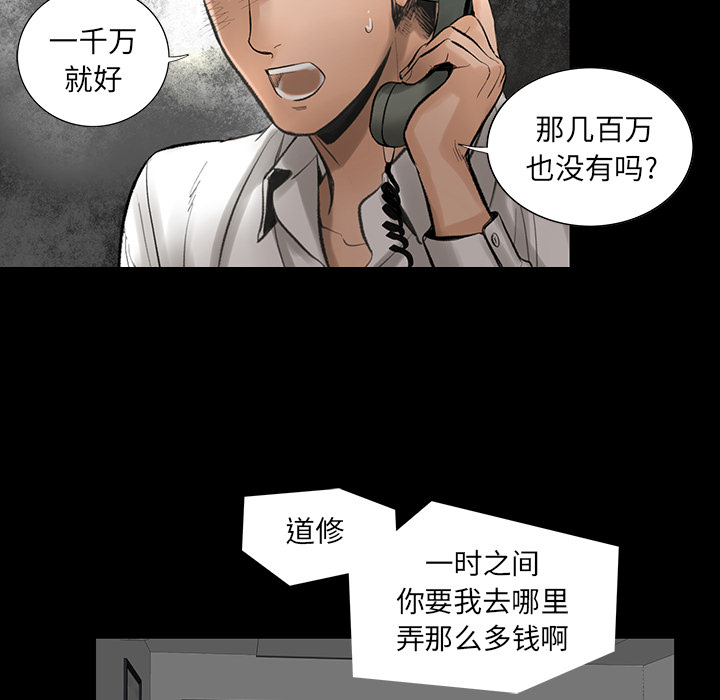 一千万
就好
那几百万
也没有吗?
道修
一时之间
你要我去哪里
弄那么多钱啊